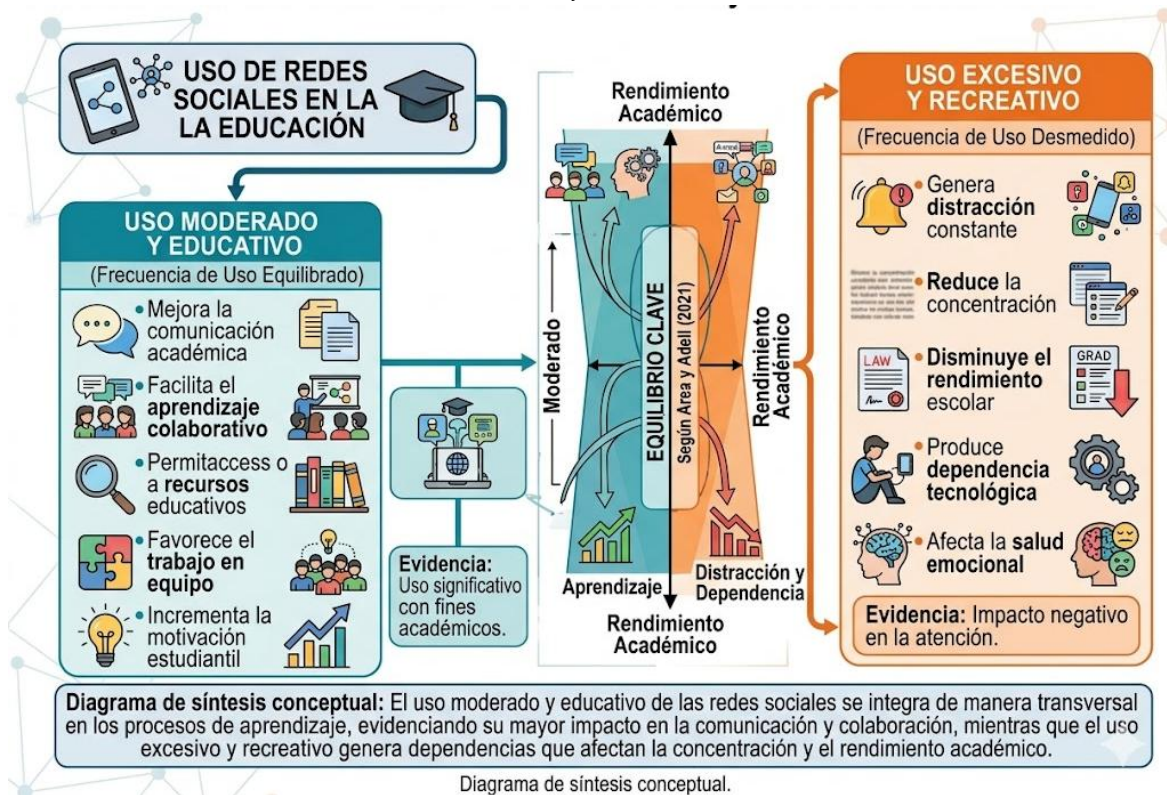 USO DE REDES
SOCIALES EN LA
LA EDUCACIÓN
USO MODERADO
Y EDUCATIVO
(Frecuencia de Uso Equilibrado)
• Mejora la
comunicación
académica
• Facilita el
aprendizaje
colaborativo
• Permitaccess o
a recursos
educativos
• Favorece el
trabajo en
equipo
• Incrementa la
motivación
estudiantil
Evidencia:
Uso significativo
con fines
académicos.
Rendimiento
Académico
Moderado
EQUILIBRIO CLAVE
Según Area y Adell (2021)
Rendimiento
Académico
Aprendizaje
Distracción y
Dependencia
Rendimiento
Académico
USO EXCESIVO
Y RECREATIVO
(Frecuencia de Uso Desmedido)
• Genera
distracción
constante
• Reduce la
concentración
LAW
• Disminuye el
rendimiento
escolar
GRAD
• Produce
dependencia
tecnológica
• Afecta la salud
emocional
Evidencia: Impacto negativo
en la atención.
Diagrama de síntesis conceptual: El uso moderado y educativo de las redes sociales se integra de manera transversal
en los procesos de aprendizaje, evidenciando su mayor impacto en la comunicación y colaboración, mientras que el uso
excesivo y recreativo genera dependencias que afectan la concentración y el rendimiento académico.
Diagrama de síntesis conceptual.